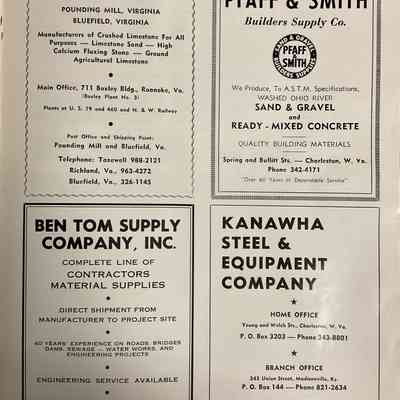 POUNDING MILL, VIRGINIA
BLUEFIELD, VIRGINIA
Manufacturers of Crushed Limestone For All
Purposes — Limestone Sand — High
Calcium Fluxing Stone — Ground
Agricultural Limestone
Main Office, 711 Boxley Bldg., Roanoke, Va.
(Boxley Plant No. 3)
Plants at U. S. 19 and 460 and N. & W. Railway
Post Office and Shipping Point:
Pounding Mill and Bluefield, Va.
Telephone: Tazewell 988-2121
Richland, Va., 963-4272
Bluefield, Va., 326-1145
PFAFF & SMITH
Builders Supply Co.
SAND & GRAVEL
PFAFF
&
SMITH
BUILDERS SUPPLIES
We Produce, To A.S.T.M. Specifications,
WASHED OHIO RIVER
SAND & GRAVEL
and
READY-MIXED CONCRETE
QUALITY BUILDING MATERIALS
Spring and Bullitt Sts. — Charleston, W. Va.
Phone 342-4171
"Over 60 Years of Dependable Service"
BEN TOM SUPPLY
COMPANY, INC.
COMPLETE LINE OF
CONTRACTORS
MATERIAL SUPPLIES
DIRECT SHIPMENT FROM
MANUFACTURER TO PROJECT SITE
40 YEARS' EXPERIENCE ON ROADS, BRIDGES
DAMS, SEWAGE — WATER WORKS, AND
ENGINEERING PROJECTS
ENGINEERING SERVICE AVAILABLE
KANAWHA
STEEL &
EQUIPMENT
COMPANY
HOME OFFICE
Young and Welch Sts., Charleston, W. Va.
P. O. Box 3203 — Phone 343-8801
BRANCH OFFICE
345 Union Street, Madisonville, Ky.
P. O. Box 144 — Phone 821-2634